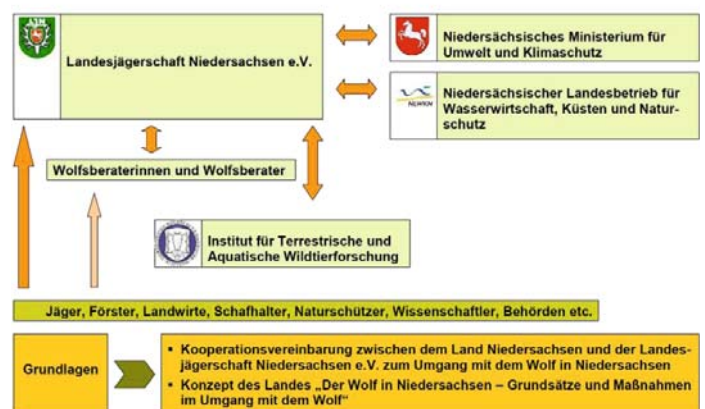 LJN
Landesjägerschaft Niedersachsen e.V.
Niedersächsisches Ministerium für
Umwelt und Klimaschutz
NLWKN
Niedersächsischer Landesbetrieb für
Wasserwirtschaft, Küsten und Natur-
schutz
Wolfsberaterinnen und Wolfsberater
Institut für Terrestrische und
Aquatische Wildtierforschung
Jäger, Förster, Landwirte, Schafhalter, Naturschützer, Wissenschaftler, Behörden etc.
Grundlagen
▪ Kooperationsvereinbarung zwischen dem Land Niedersachsen und der Landes-
jägerschaft Niedersachsen e.V. zum Umgang mit dem Wolf in Niedersachsen
▪ Konzept des Landes „Der Wolf in Niedersachsen – Grundsätze und Maßnahmen
im Umgang mit dem Wolf“